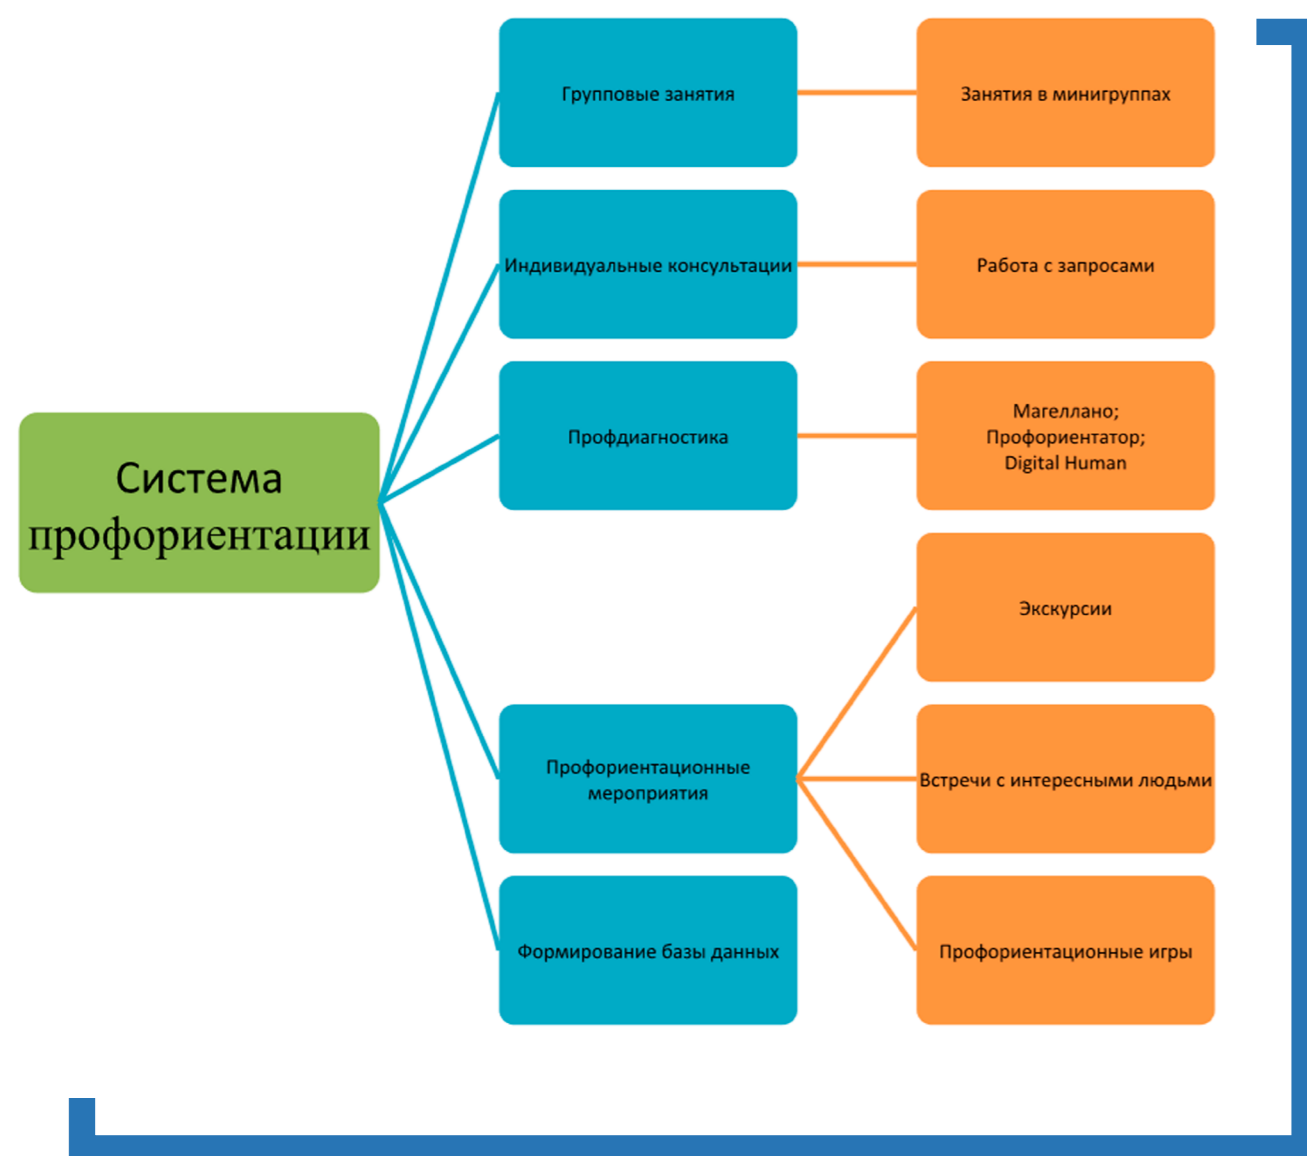 Система
профориентации
Групповые занятия
Занятия в минигруппах
Индивидуальные консультации
Работа с запросами
Профдиагностика
Магеллано;
Профориентатор;
Digital Human
Профориентационные
мероприятия
Экскурсии
Встречи с интересными людьми
Профориентационные игры
Формирование базы данных